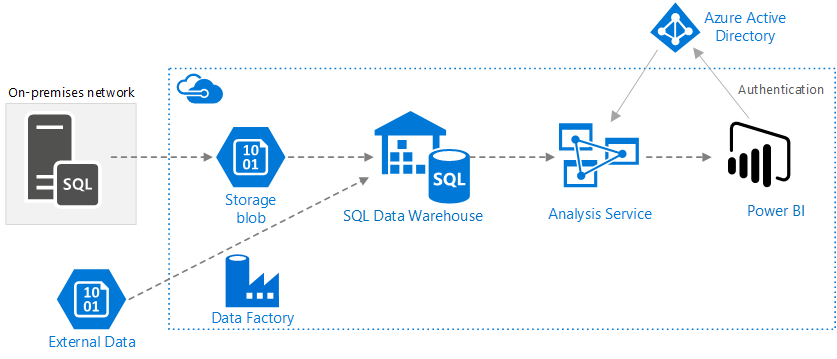 Azure Active
Directory
On-premises network
Authentication
10
01
SQL
SQL
Storage
blob
SQL Data Warehouse
Analysis Service
Power BI
10
01
Data Factory
External Data